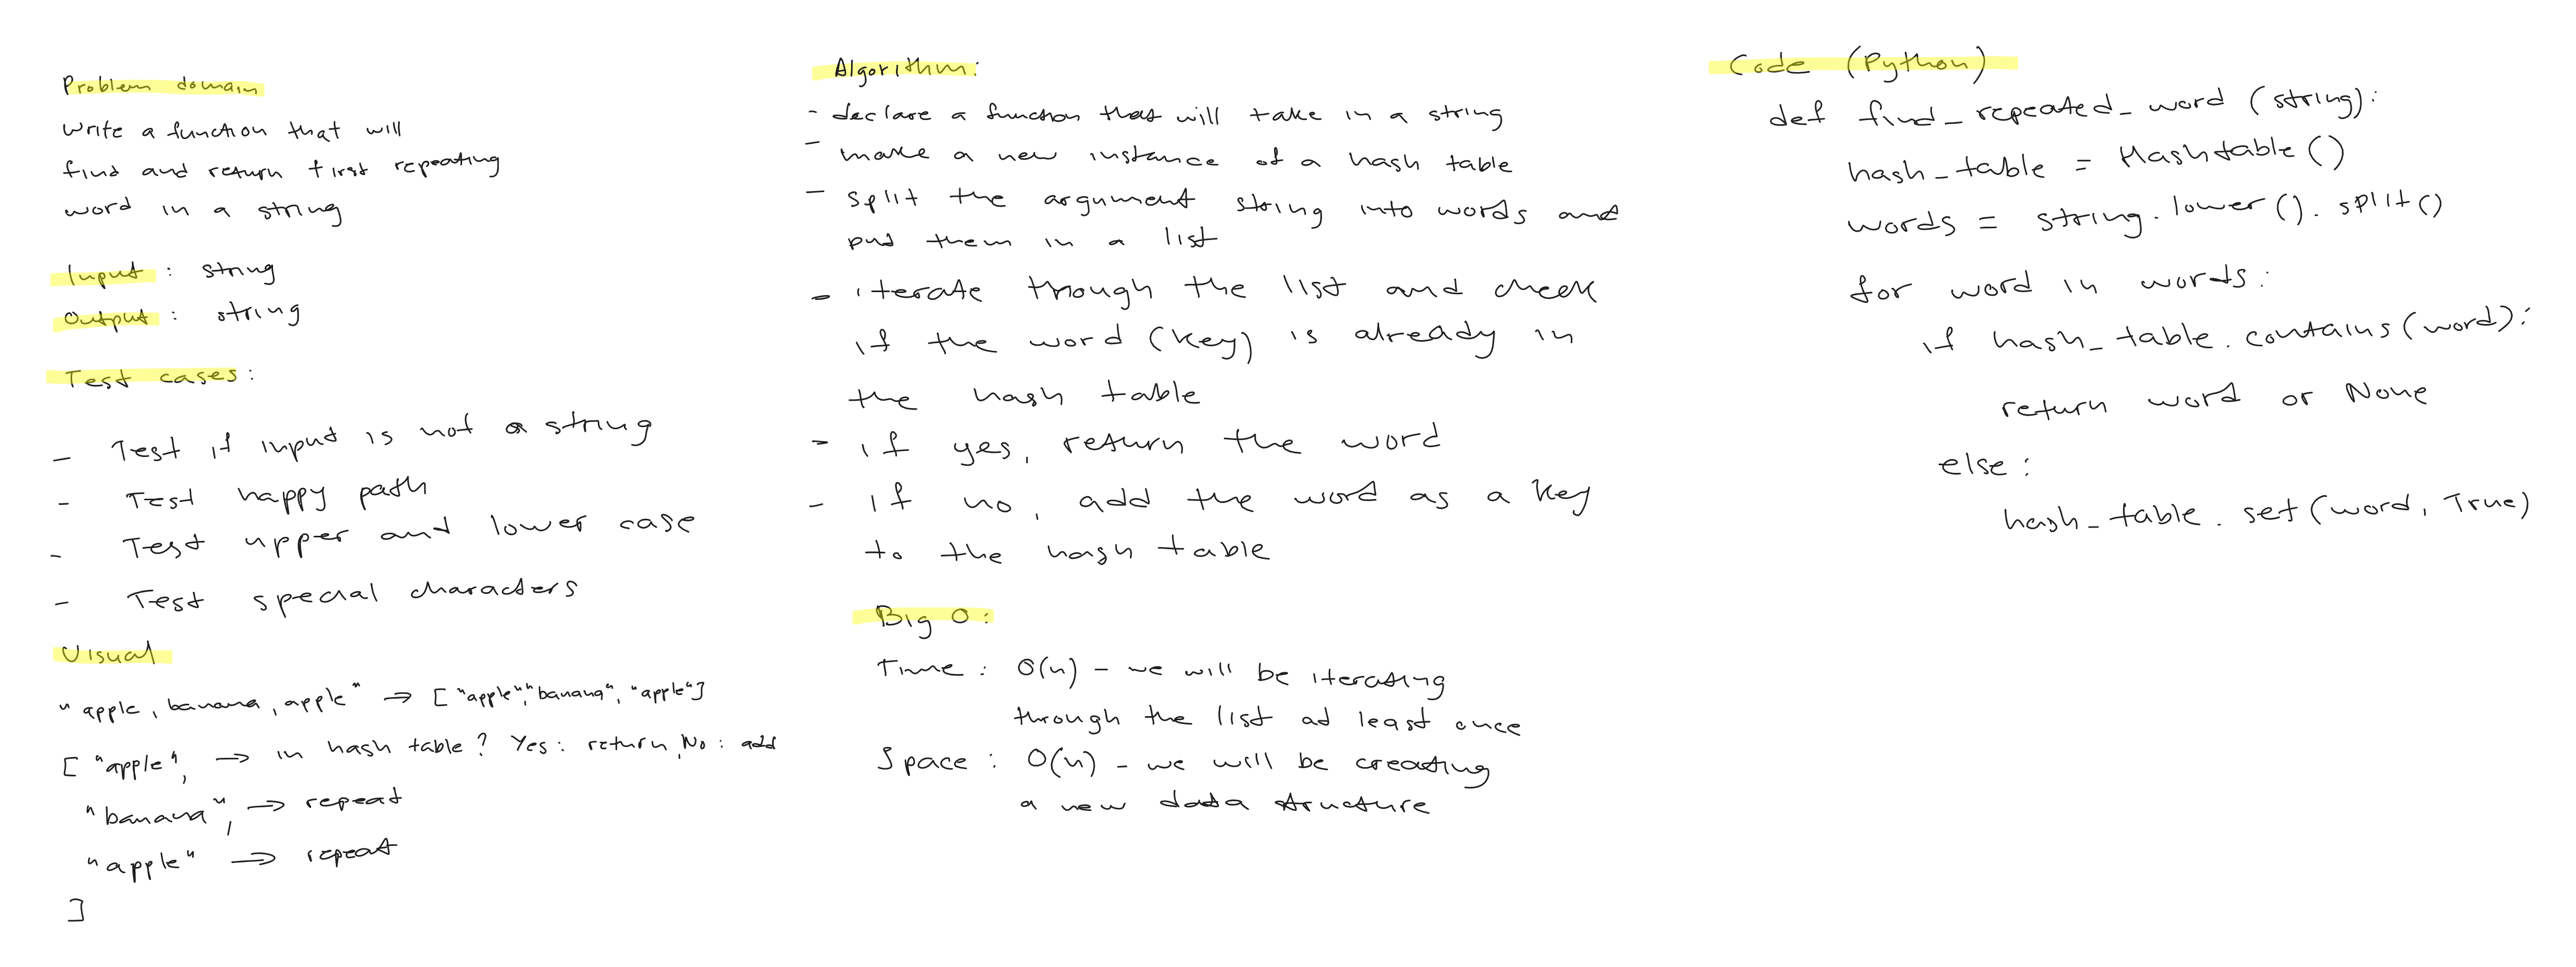 Problem domain
Write a function that will
find and return first repeating
word in a string
Input : string
Output : string
Test cases:
- Test if input is not a string
- Test happy path
- Test upper and lower case
- Test special characters
Visual
"apple, banana, apple" → ["apple","banana", "apple"]
["apple", → in hash table? Yes: return, No: add
"banana", → repeat
"apple" → repeat
]
Algorithm:
- declare a function that will take in a string
- make a new instance of a hash table
- split the argument string into words and
put them in a list
- iterate through the list and check
if the word (key) is already in
the hash table
- if yes, return the word
- if no, add the word as a key
to the hash table
Big O:
Time : O(n) - we will be iterating
through the list at least once
Space : O(n) - we will be creating
a new data structure
Code (Python)
def find_repeated_word (string):
hash_table = Hashtable()
words = string.lower().split()
for word in words:
if hash_table.contains(word):
return word or None
else:
hash_table.set(word, True)